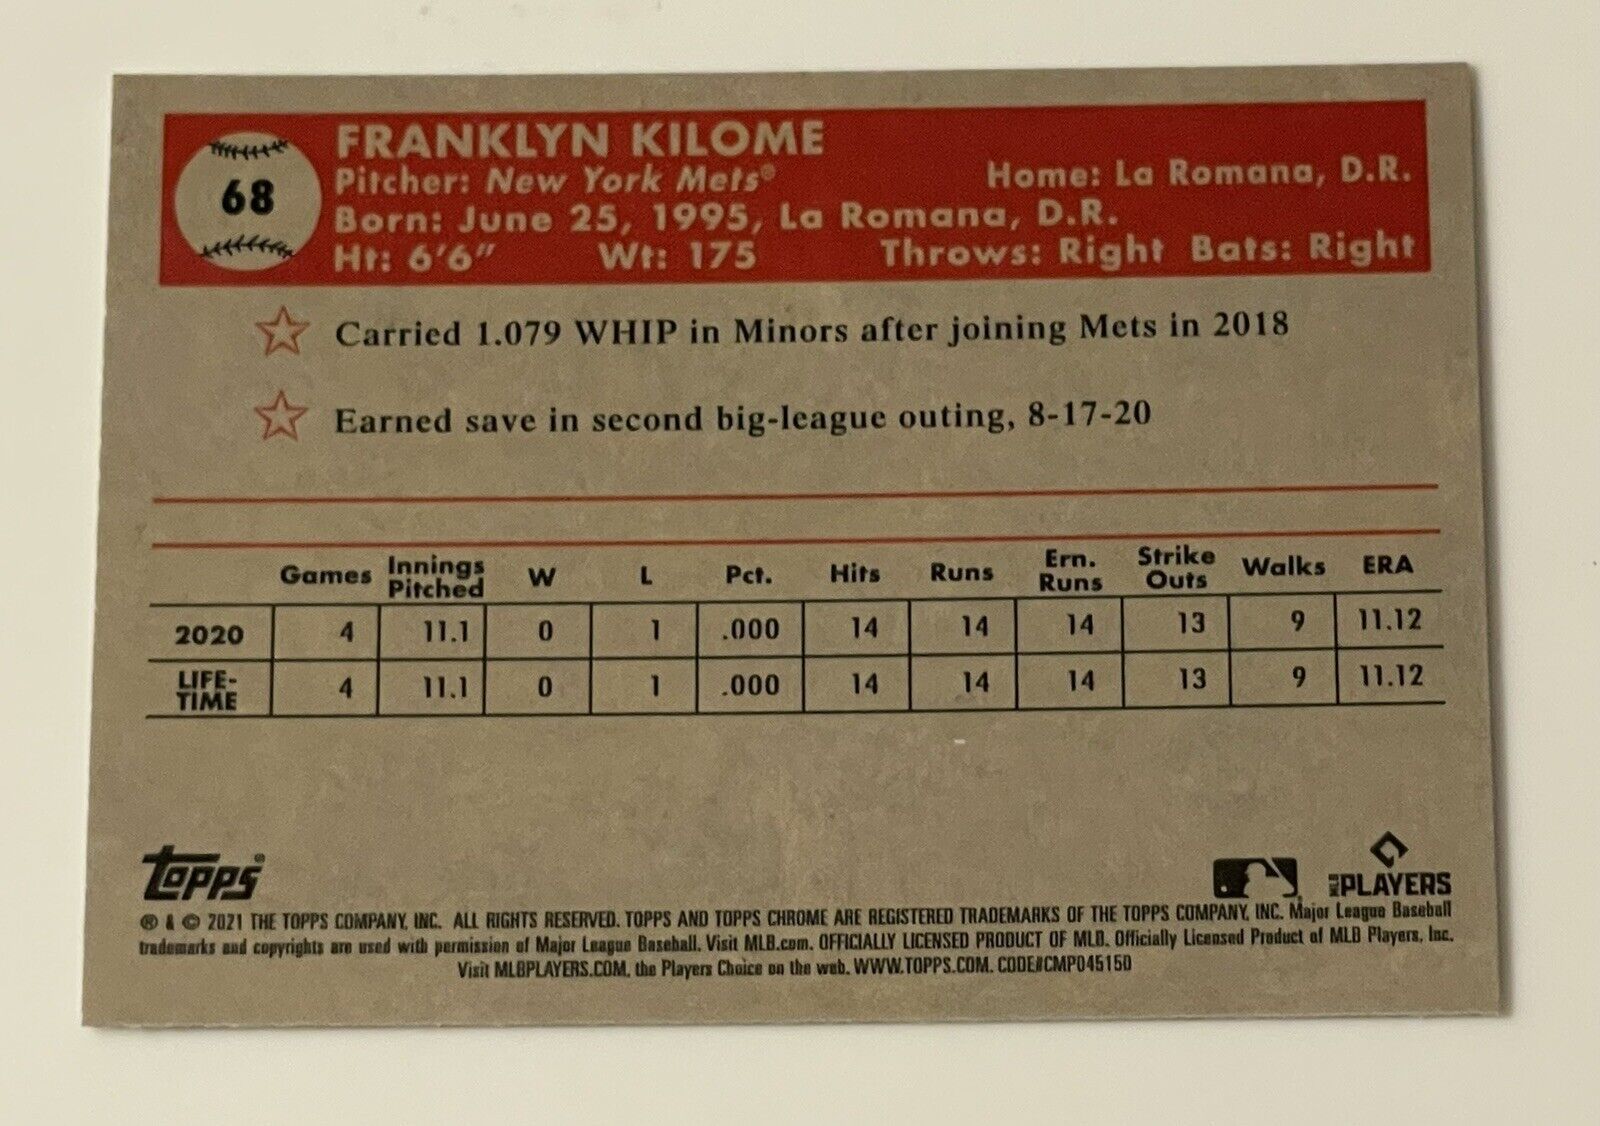 68
FRANKLYN KILOME
Pitcher: New York Mets® Home: La Romana, D.R.
Born: June 25, 1995, La Romana, D.R.
Ht: 6'6" Wt: 175 Throws: Right Bats: Right
Carried 1.079 WHIP in Minors after joining Mets in 2018
Earned save in second big-league outing, 8-17-20
Games Innings Pitched W L Pct. Hits Runs Ern. Runs Strike Outs Walks ERA
2020 4 11.1 0 1 .000 14 14 14 13 9 11.12
LIFE-TIME 4 11.1 0 1 .000 14 14 14 13 9 11.12
TOPPS® MLB PLAYERS
® & © 2021 THE TOPPS COMPANY, INC. ALL RIGHTS RESERVED. TOPPS AND TOPPS CHROME ARE REGISTERED TRADEMARKS OF THE TOPPS COMPANY, INC. Major League Baseball
trademarks and copyrights are used with permission of Major League Baseball. Visit MLB.com. OFFICIALLY LICENSED PRODUCT OF MLB. Officially Licensed Product of MLB Players, Inc.
Visit MLBPLAYERS.COM, the Players Choice on the web. WWW.TOPPS.COM. CODE#CMP045150